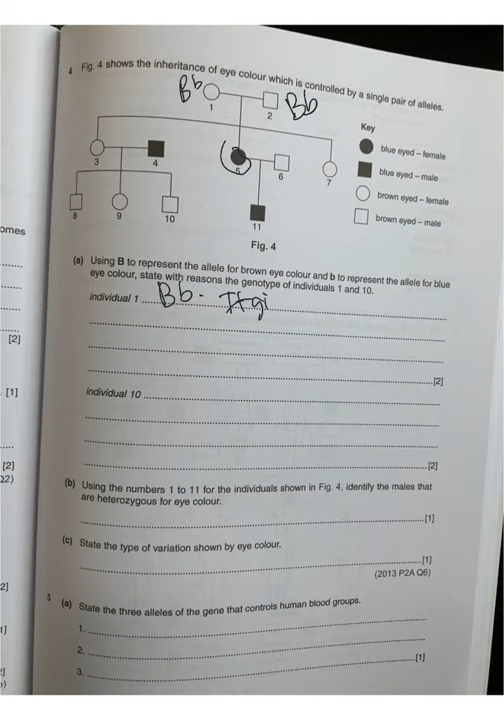 4 Fig. 4 shows the inheritance of eye colour which is controlled by a single pair of alleles.
Bb
1
2
Bb
Key
blue eyed – female
3
4
5
6
7
blue eyed – male
brown eyed – female
8
9
10
11
brown eyed – male
Fig. 4
omes
(a) Using B to represent the allele for brown eye colour and b to represent the allele for blue
eye colour, state with reasons the genotype of individuals 1 and 10.
individual 1 Bb.
[2]
[2]
[1]
individual 10
[2]
[2]
Q2)
(b) Using the numbers 1 to 11 for the individuals shown in Fig. 4, identify the males that
are heterozygous for eye colour.
[1]
(c) State the type of variation shown by eye colour.
[1]
(2013 P2A Q6)
2]
5 (a) State the three alleles of the gene that controls human blood groups.
1.
1]
2.
[1]
3.